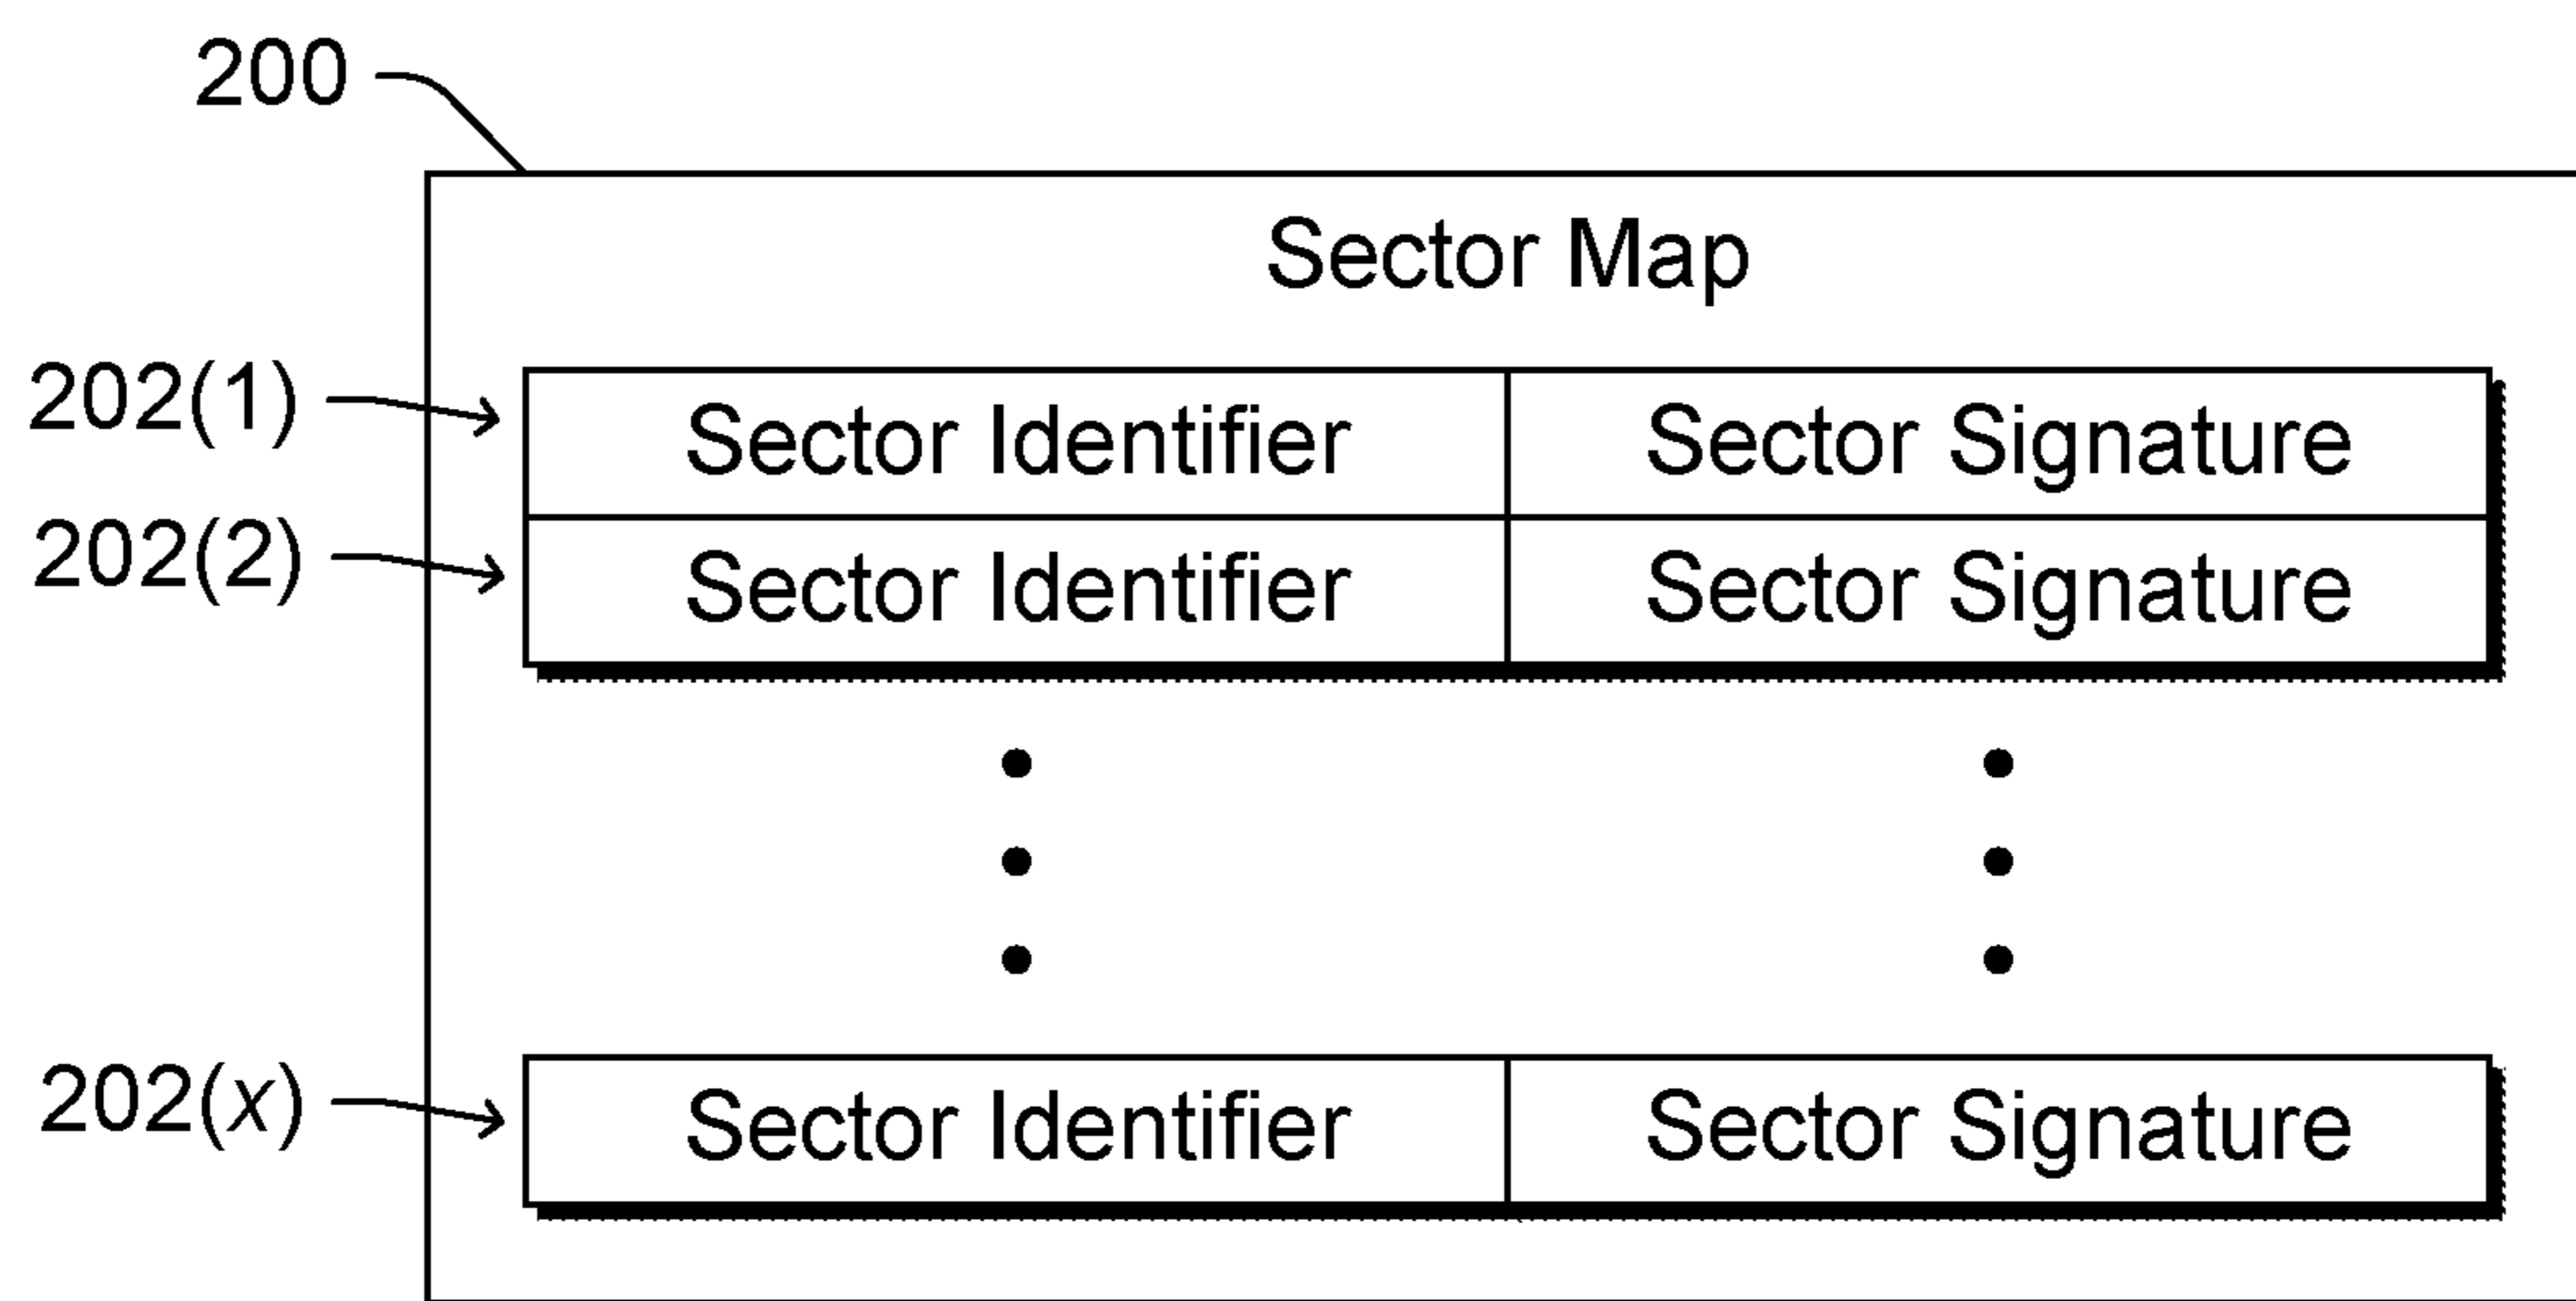 200
Sector Map
202(1) Sector Identifier Sector Signature
202(2) Sector Identifier Sector Signature
202(x) Sector Identifier Sector Signature